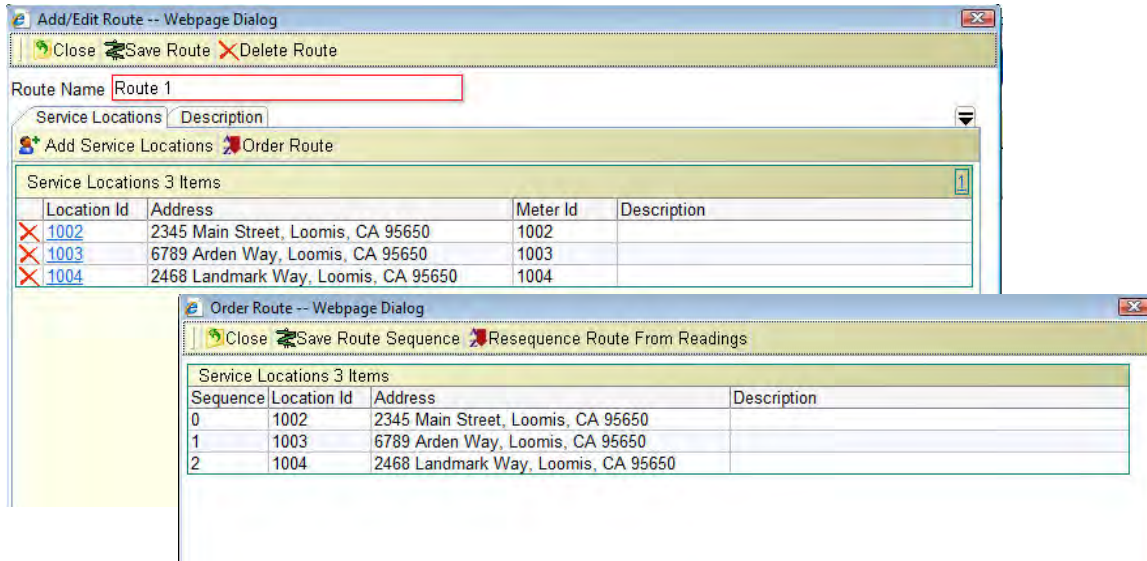 Add/Edit Route -- Webpage Dialog
Close Save Route Delete Route
Route Name Route 1
Service Locations Description
Add Service Locations Order Route
Service Locations 3 Items 1
Location Id Address Meter Id Description
1002 2345 Main Street, Loomis, CA 95650 1002
1003 6789 Arden Way, Loomis, CA 95650 1003
1004 2468 Landmark Way, Loomis, CA 95650 1004
Order Route -- Webpage Dialog
Close Save Route Sequence Resequence Route From Readings
Service Locations 3 Items
Sequence Location Id Address Description
0 1002 2345 Main Street, Loomis, CA 95650
1 1003 6789 Arden Way, Loomis, CA 95650
2 1004 2468 Landmark Way, Loomis, CA 95650